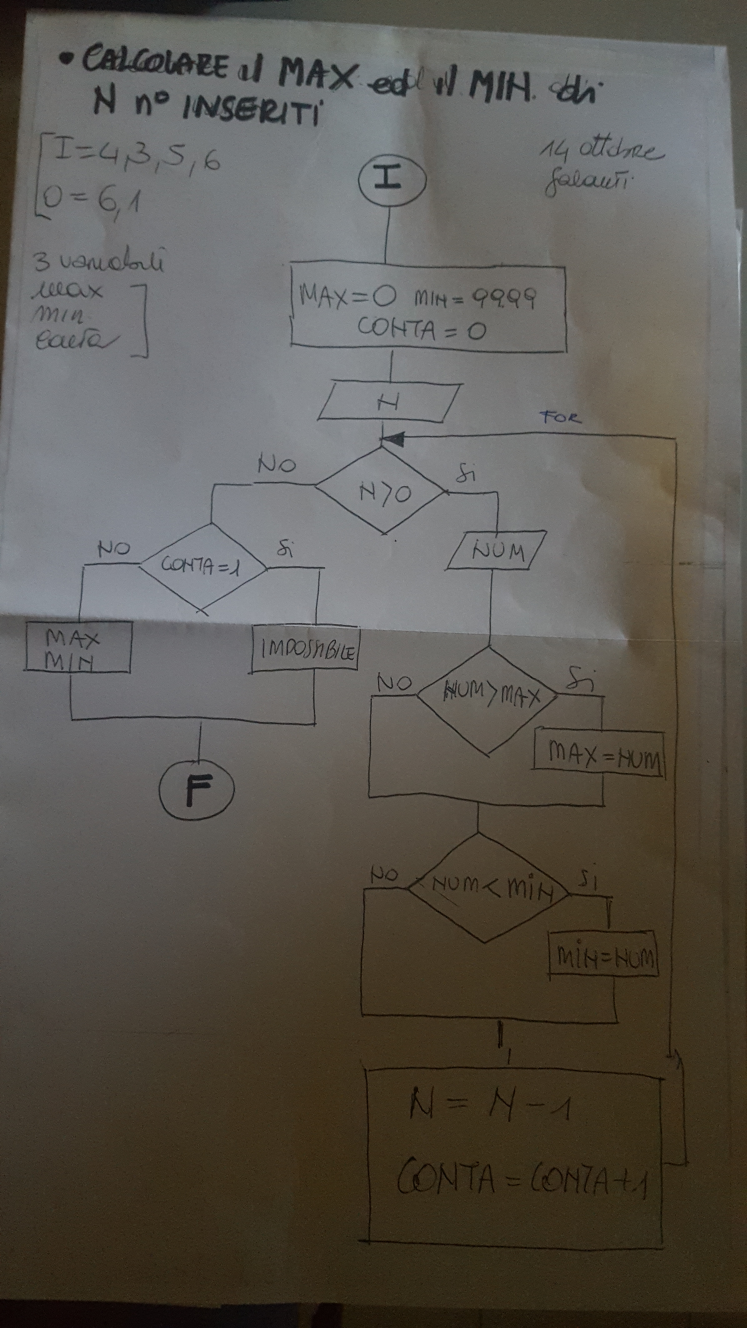 • CALCOLARE il MAX ed il MIN. di
N n° INSERITI
I=4,3,5,6
O=6,1
14 ottobre
3 variabili
max
min
I
MAX=0 MIN=9999
CONTA=0
N
FOR
NO
N>0
Si
NO
CONTA=1
Si
NUM
MAX
MIN
IMPOSSIBILE
NO
NUM>MAX
Si
MAX=NUM
F
NO
NUM<MIN
Si
MIN=NUM
N=N-1
CONTA=CONTA+1